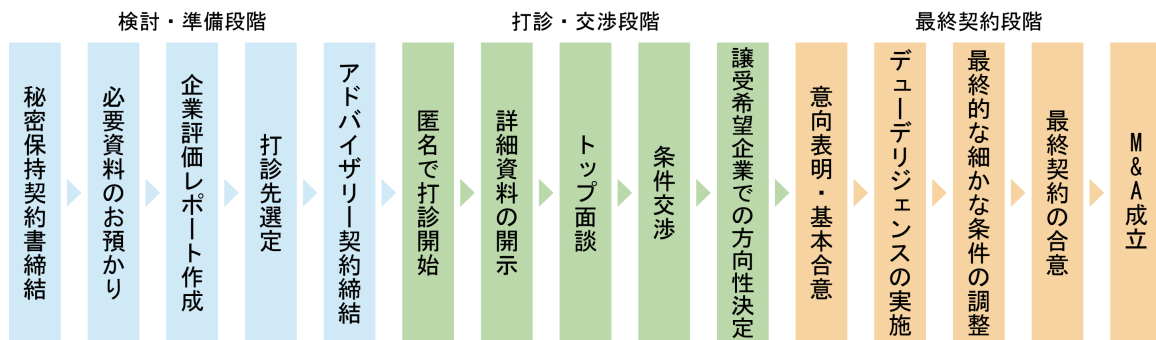 検討・準備段階
打診・交渉段階
最終契約段階
秘密保持契約書締結
必要資料のお預かり
企業評価レポート作成
打診先選定
アドバイザリー契約締結
匿名で打診開始
詳細資料の開示
トップ面談
条件交渉
譲受希望企業での方向性決定
意向表明・基本合意
デューデリジェンスの実施
最終的な細かな条件の調整
最終契約の合意
M&A成立